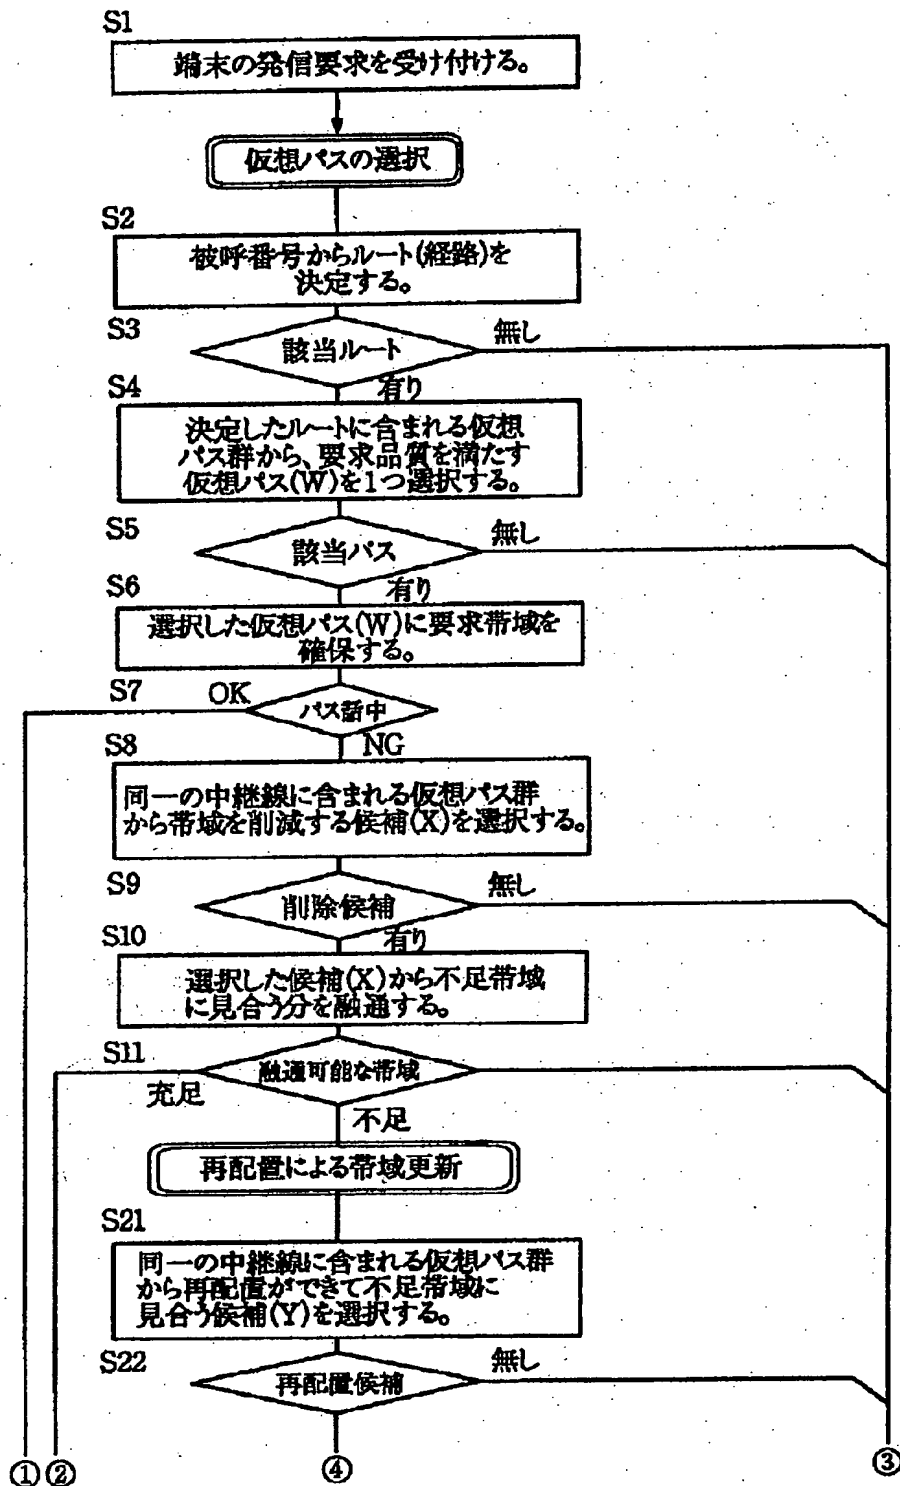 S1
端末の発信要求を受け付ける。
仮想パスの選択
S2
被呼番号からルート(経路)を
決定する。
S3
該当ルート
無し
有り
S4
決定したルートに含まれる仮想
パス群から、要求品質を満たす
仮想パス(W)を1つ選択する。
S5
該当パス
無し
有り
S6
選択した仮想パス(W)に要求帯域を
確保する。
S7
OK
パス話中
NG
S8
同一の中継線に含まれる仮想パス群
から帯域を削減する候補(X)を選択する。
S9
削除候補
無し
有り
S10
選択した候補(X)から不足帯域
に見合う分を融通する。
S11
融通可能な帯域
充足
不足
再配置による帯域更新
S21
同一の中継線に含まれる仮想パス群
から再配置ができて不足帯域に
見合う候補(Y)を選択する。
S22
再配置候補
無し
① ② ④ ③